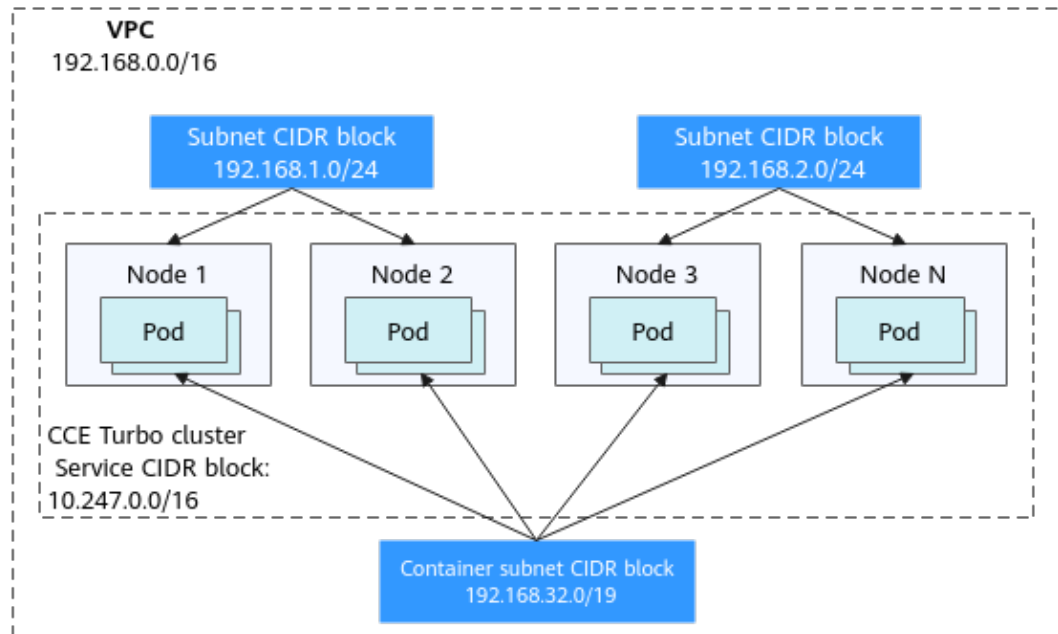 VPC
192.168.0.0/16
Subnet CIDR block
192.168.1.0/24
Subnet CIDR block
192.168.2.0/24
Node 1
Node 2
Node 3
Node N
Pod
Pod
Pod
Pod
CCE Turbo cluster
Service CIDR block:
10.247.0.0/16
Container subnet CIDR block
192.168.32.0/19